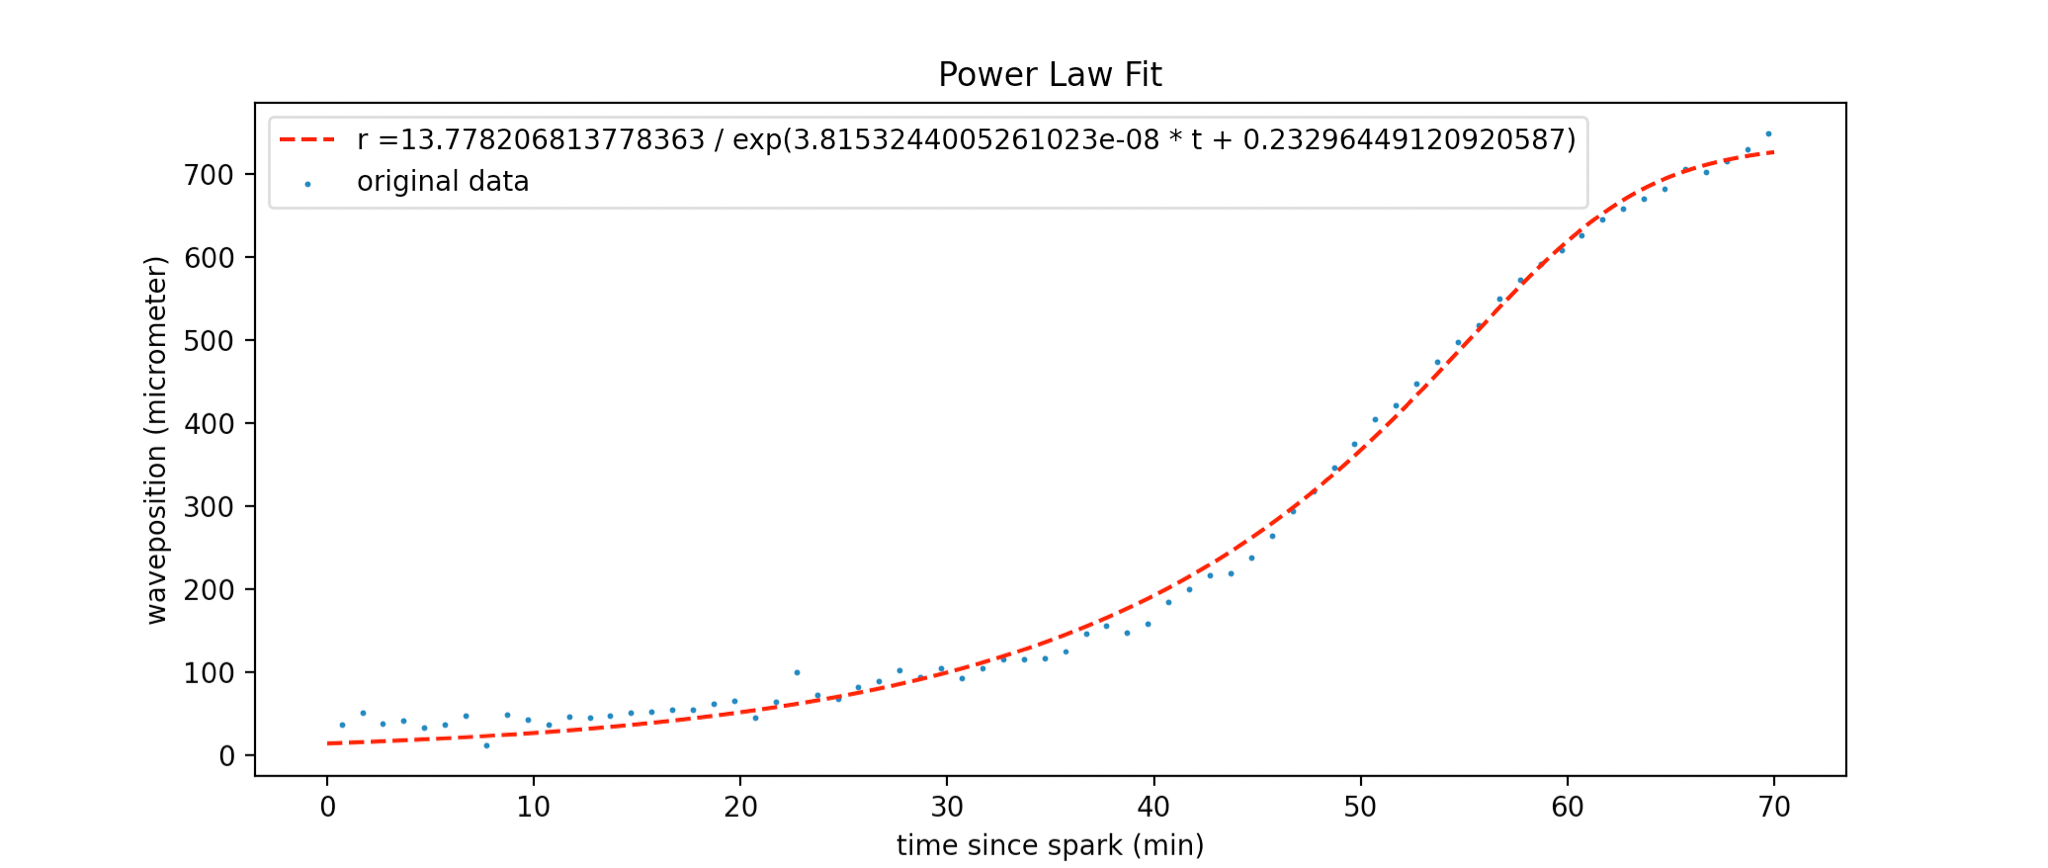 Power Law Fit
r =13.778206813778363 / exp(3.8153244005261023e-08 * t + 0.23296449120920587)
original data
waveposition (micrometer)
700
600
500
400
300
200
100
0
0 10 20 30 40 50 60 70
time since spark (min)